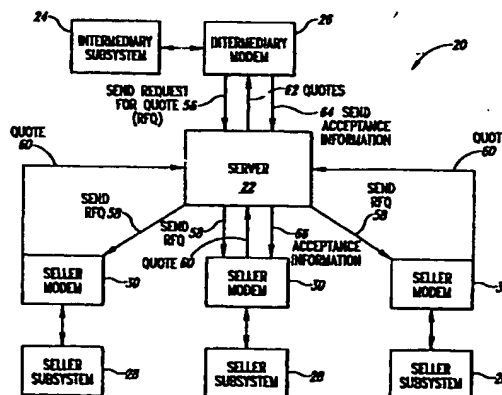 24
INTERMEDIARY
SUBSYSTEM
26
INTERMEDIARY
MODEM
20
SEND REQUEST
FOR QUOTE 56
(RFQ)
62 QUOTES
64 SEND
ACCEPTANCE
INFORMATION
QUOTE
60
QUOTE
60
SERVER
22
SEND
RFQ 58
SEND
RFQ 58
QUOTE 60
66
ACCEPTANCE
INFORMATION
SEND
RFQ
58
SELLER
MODEM
30
SELLER
MODEM
30
SELLER
MODEM
SELLER
SUBSYSTEM
28
SELLER
SUBSYSTEM
28
SELLER
SUBSYSTEM